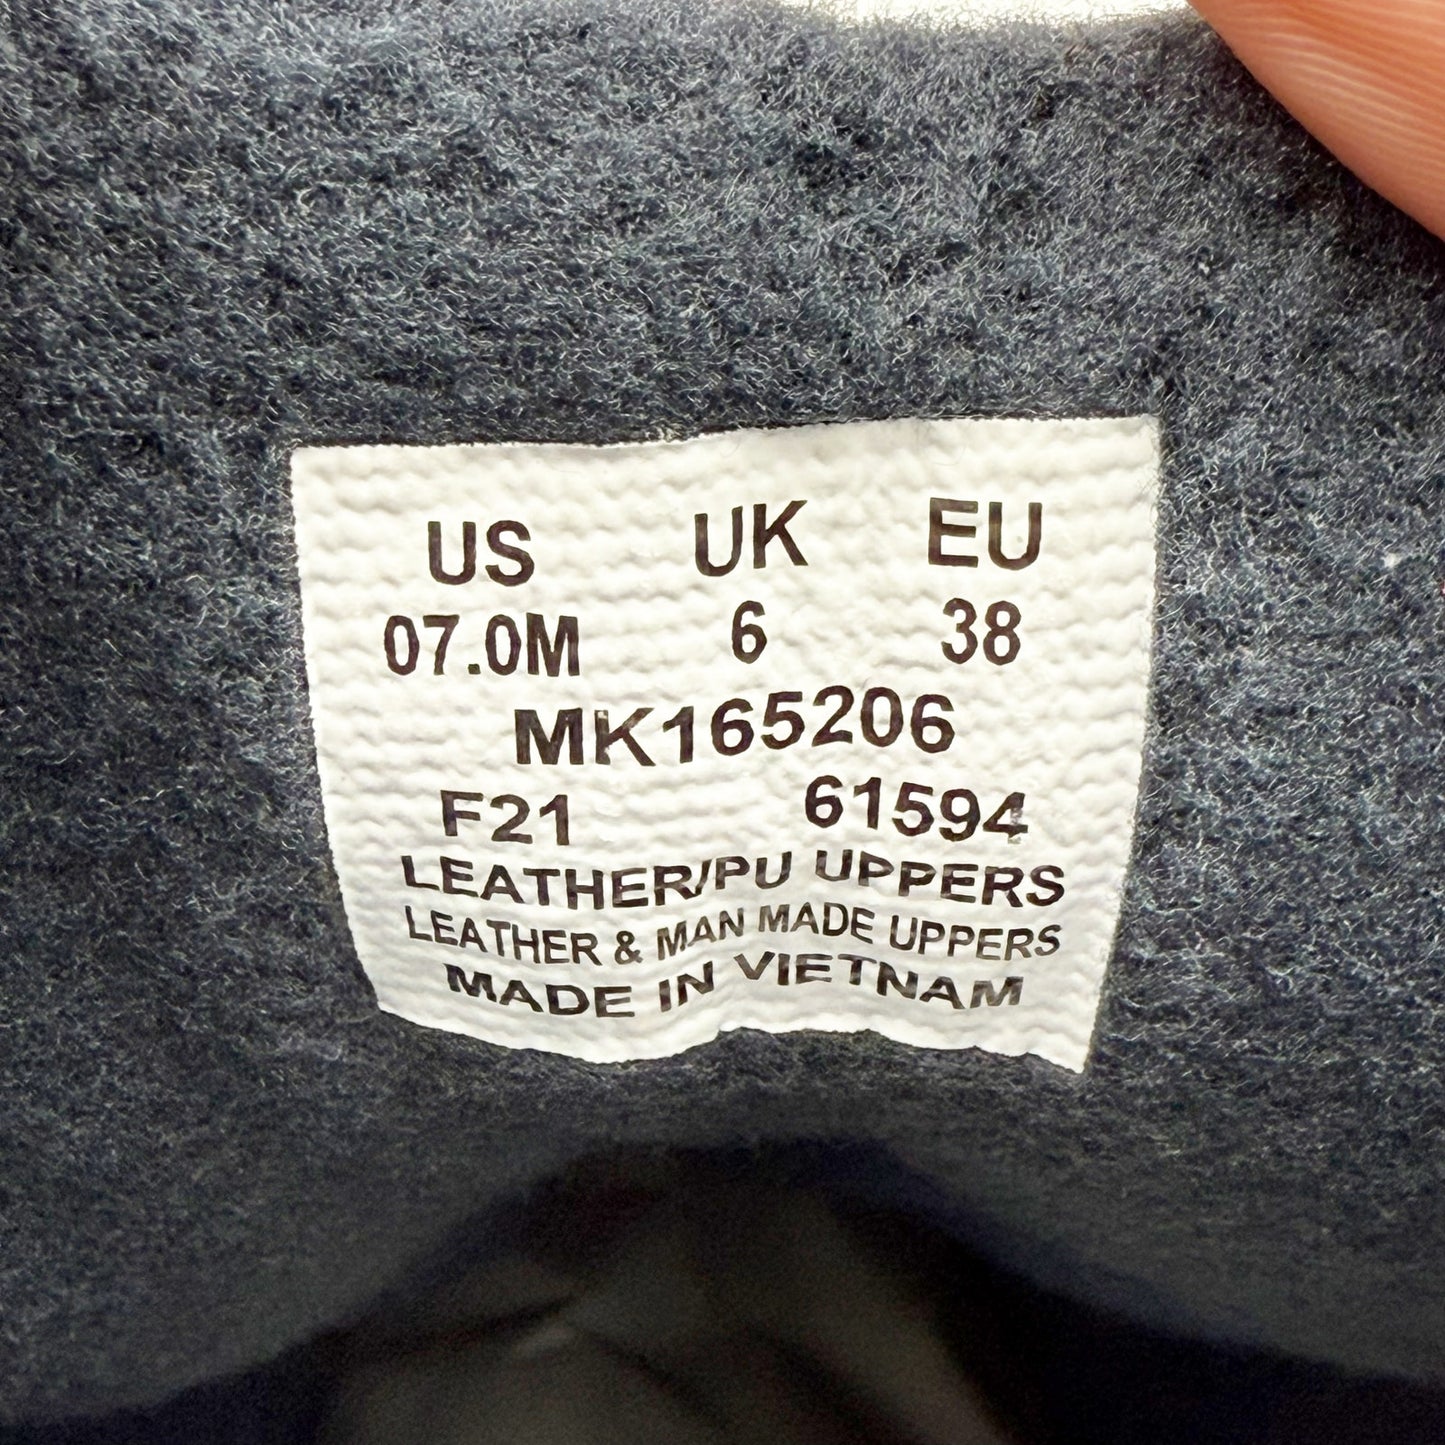 US UK EU
07.0M 6 38
MK165206
F21 61594
LEATHER/PU UPPERS
LEATHER & MAN MADE UPPERS
MADE IN VIETNAM